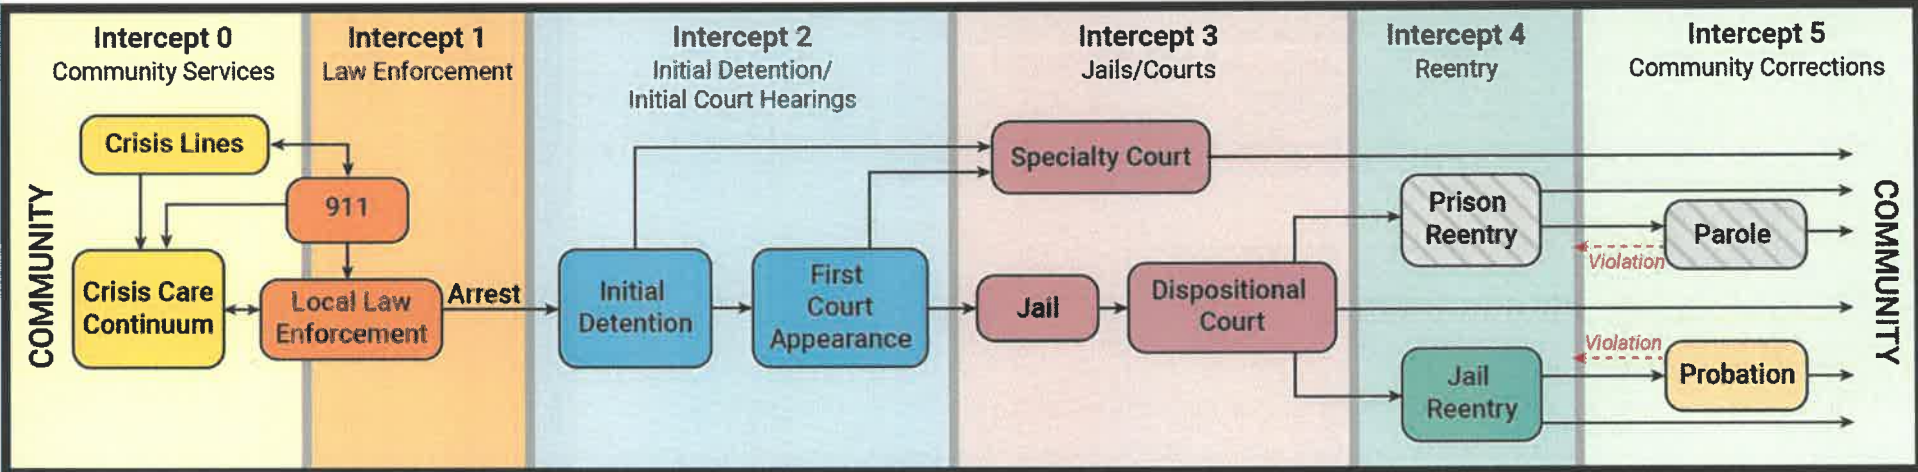 Intercept 0
Community Services
Intercept 1
Law Enforcement
Intercept 2
Initial Detention/
Initial Court Hearings
Intercept 3
Jails/Courts
Intercept 4
Reentry
Intercept 5
Community Corrections
COMMUNITY
Crisis Lines
911
Crisis Care
Continuum
Local Law
Enforcement
Arrest
Initial
Detention
First
Court
Appearance
Specialty Court
Jail
Dispositional
Court
Prison
Reentry
Parole
Violation
Jail
Reentry
Violation
Probation
COMMUNITY